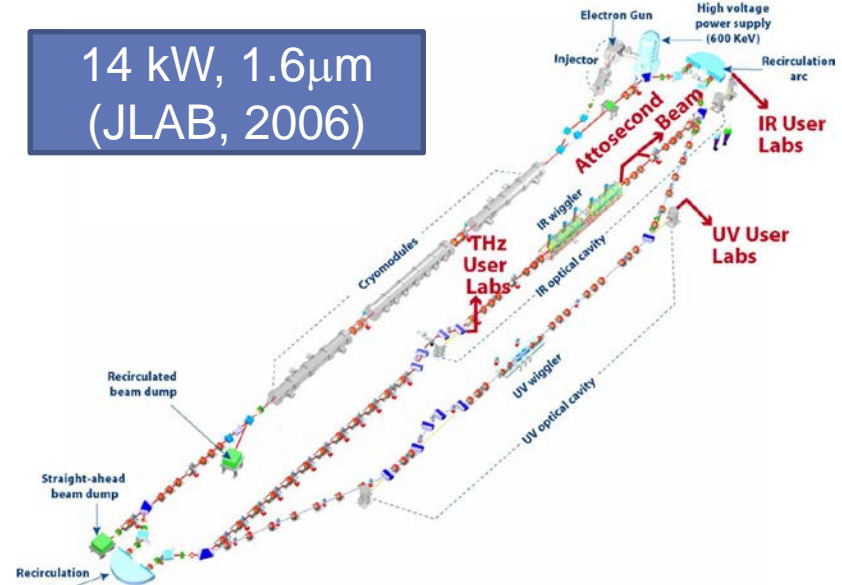 14 kW, 1.6μm
(JLAB, 2006)
Electron Gun
High voltage
power supply
(600 KeV)
Injector
Recirculation
arc
Attosecond
Beam
IR User
Labs
IR wiggler
UV User
Labs
Cryomodules
THz
User
Labs
IR optical cavity
UV wiggler
UV optical cavity
Recirculated
beam dump
Straight-ahead
beam dump
Recirculation